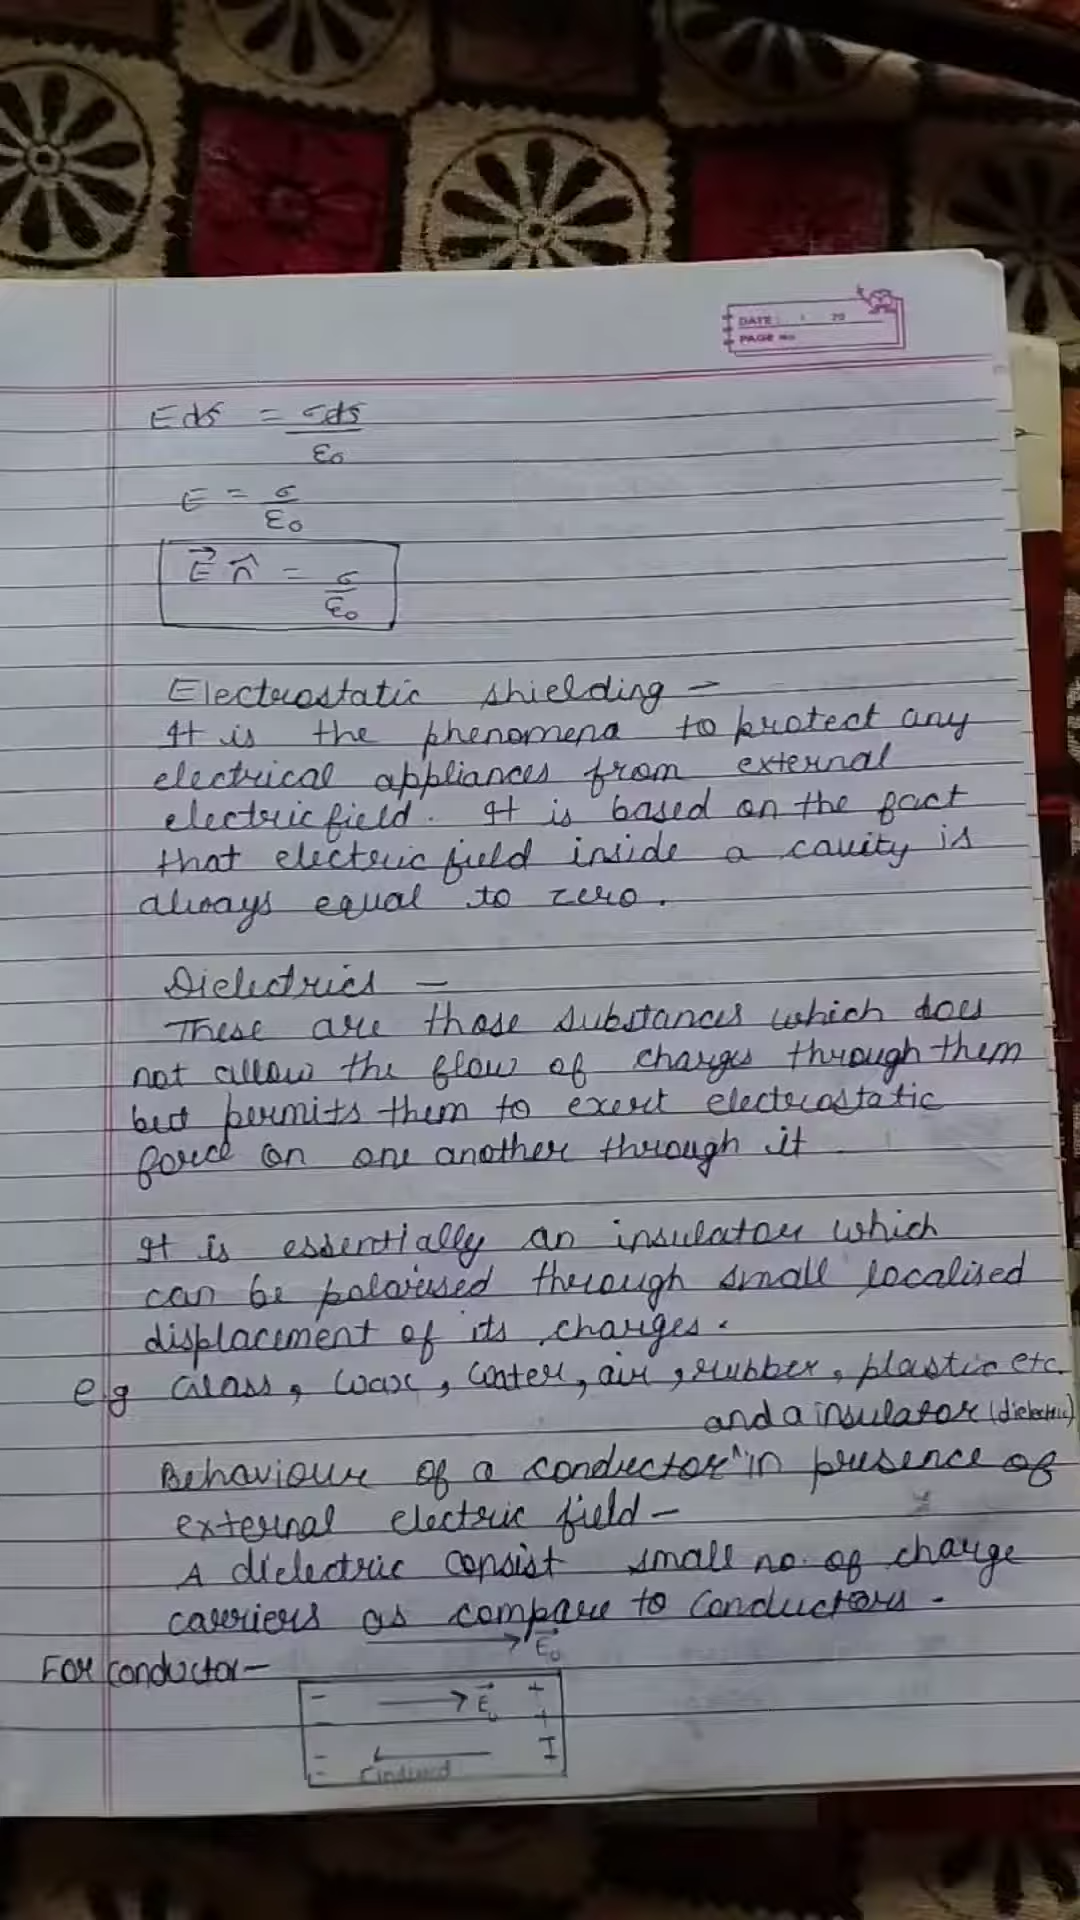 DATE : 20
PAGE No.
E ds = σds / ε₀
E = σ / ε₀
E⃗ n̂ = σ / ε₀
Electrostatic shielding –
It is the phenomena to protect any
electrical appliances from external
electric field. It is based on the fact
that electric field inside a cavity is
always equal to zero.
Dielectrics –
These are those substances which does
not allow the flow of charges through them
but permits them to exert electrostatic
force on one another through it
It is essentially an insulator which
can be polarised through small localised
displacement of its charges.
e.g Glass, wax, water, air, rubber, plastic etc.
and a insulator (dielectric)
Behaviour of a conductor ^ in presence of
external electric field –
A dielectric consist small no. of charge
carriers as compare to conductors.
E⃗₀
For conductor –
– → E⃗₀ +
– +
– ← I
– Einduced